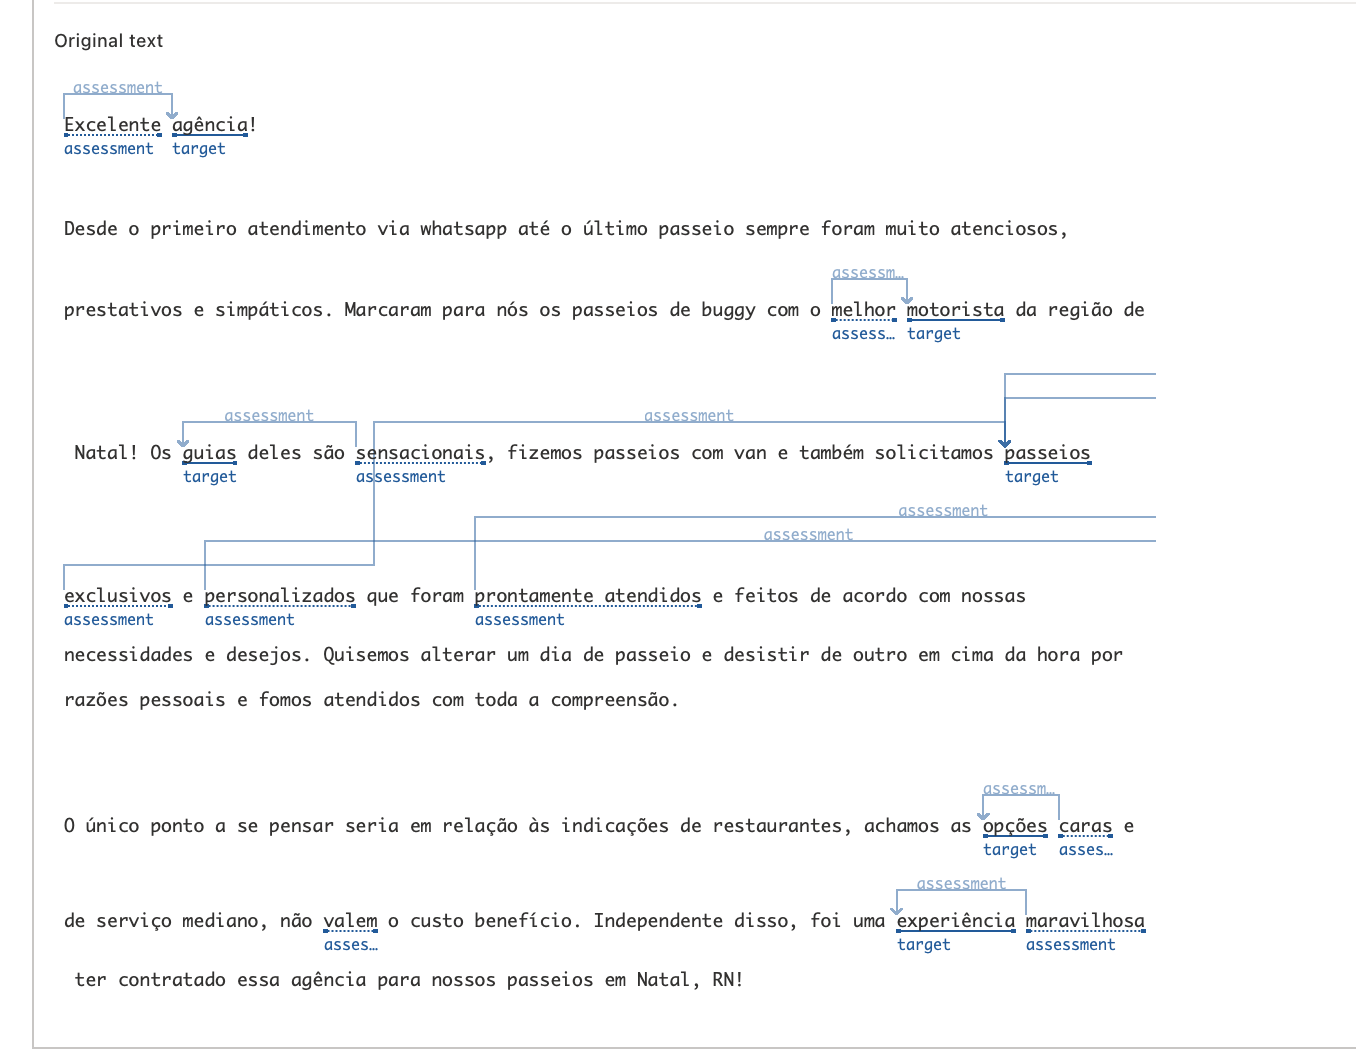 Original text
assessment
Excelente agência!
assessment target
Desde o primeiro atendimento via whatsapp até o último passeio sempre foram muito atenciosos,
assessm…
prestativos e simpáticos. Marcaram para nós os passeios de buggy com o melhor motorista da região de
assess… target
assessment assessment
Natal! Os guias deles são sensacionais, fizemos passeios com van e também solicitamos passeios
target assessment target
assessment
assessment
exclusivos e personalizados que foram prontamente atendidos e feitos de acordo com nossas
assessment assessment assessment
necessidades e desejos. Quisemos alterar um dia de passeio e desistir de outro em cima da hora por
razões pessoais e fomos atendidos com toda a compreensão.
assessm…
O único ponto a se pensar seria em relação às indicações de restaurantes, achamos as opções caras e
target asses…
assessment
de serviço mediano, não valem o custo benefício. Independente disso, foi uma experiência maravilhosa
asses… target assessment
ter contratado essa agência para nossos passeios em Natal, RN!